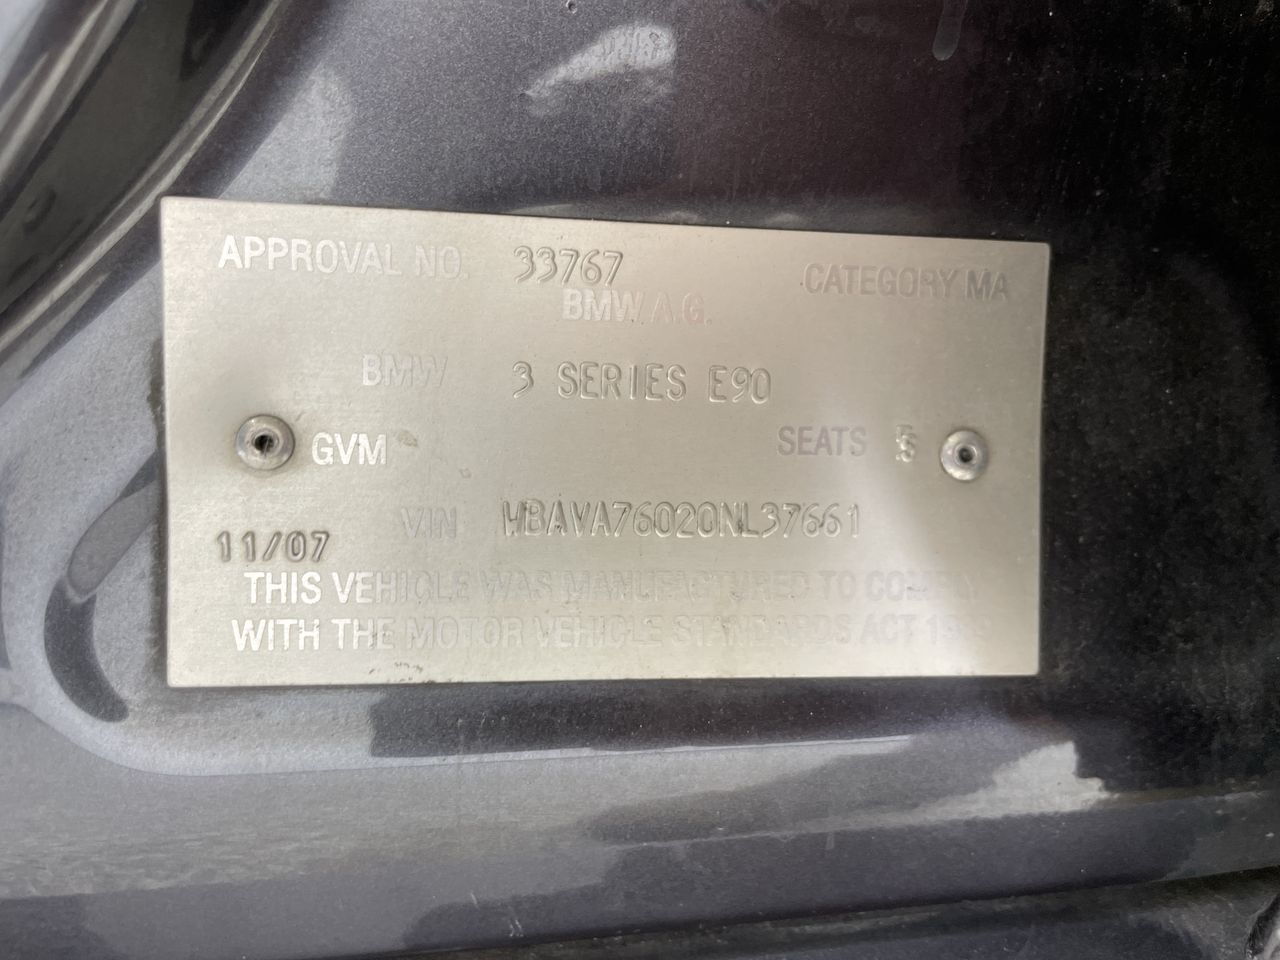 APPROVAL NO. 33767 CATEGORY MA
BMW A.G.
BMW 3 SERIES E90
GVM SEATS 5
VIN WBAVA76020NL37661
11/07
THIS VEHICLE WAS MANUFACTURED TO COMPLY
WITH THE MOTOR VEHICLE STANDARDS ACT